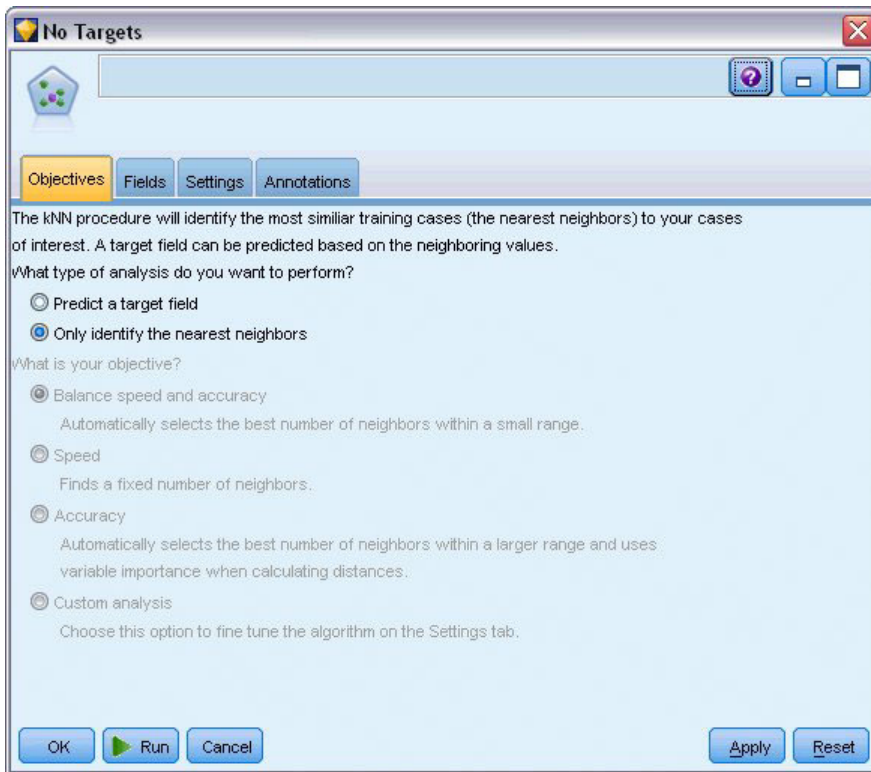 No Targets
Objectives Fields Settings Annotations
The kNN procedure will identify the most similiar training cases (the nearest neighbors) to your cases
of interest. A target field can be predicted based on the neighboring values.
What type of analysis do you want to perform?
Predict a target field
Only identify the nearest neighbors
What is your objective?
Balance speed and accuracy
Automatically selects the best number of neighbors within a small range.
Speed
Finds a fixed number of neighbors.
Accuracy
Automatically selects the best number of neighbors within a larger range and uses
variable importance when calculating distances.
Custom analysis
Choose this option to fine tune the algorithm on the Settings tab.
OK Run Cancel Apply Reset